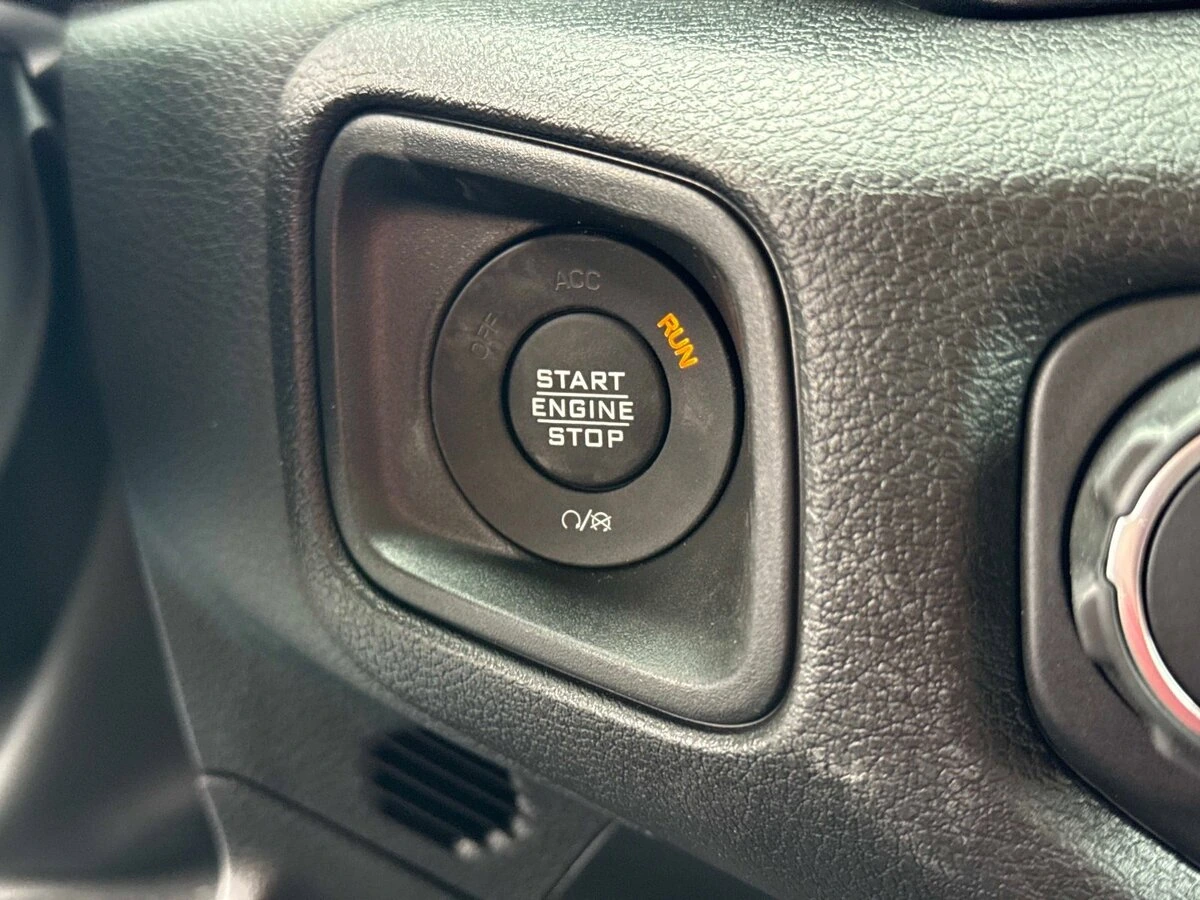 ACC
OFF
RUN
START
ENGINE
STOP